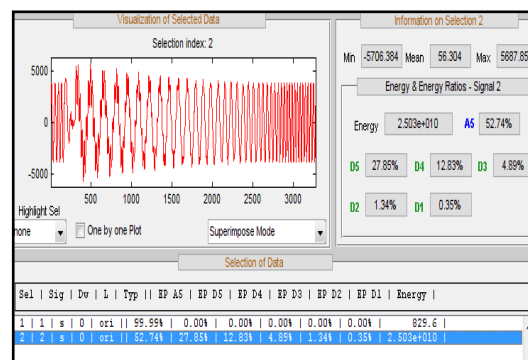 Visualization of Selected Data
Selection index: 2
5000
0
-5000
500 1000 1500 2000 2500 3000
Highlight Sel
none
One by one Plot
Superimpose Mode
Information on Selection 2
Min -5706.384 Mean 56.304 Max 5687.85
Energy & Energy Ratios - Signal 2
Energy 2.503e+010 A5 52.74%
D5 27.85% D4 12.83% D3 4.89%
D2 1.34% D1 0.35%
Selection of Data
Sel | Sig | Dw | L | Typ || EP A5 | EP D5 | EP D4 | EP D3 | EP D2 | EP D1 | Energy |
1 | 1 | s | 0 | ori || 99.99% | 0.00% | 0.00% | 0.00% | 0.00% | 0.00% | 829.6 |
2 | 2 | s | 0 | ori || 52.74% | 27.85% | 12.83% | 4.89% | 1.34% | 0.35% | 2.503e+010 |